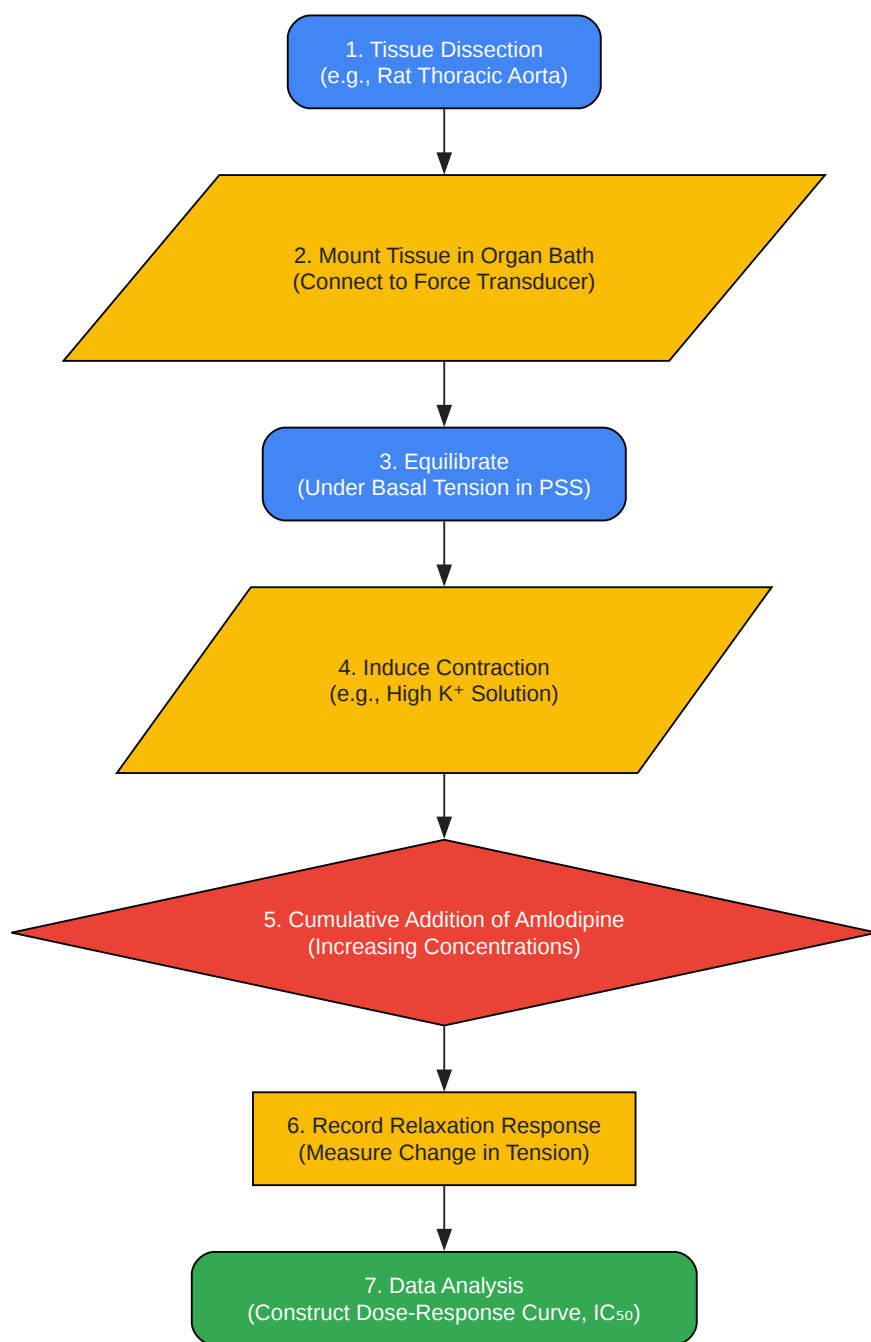 1. Tissue Dissection
(e.g., Rat Thoracic Aorta)
2. Mount Tissue in Organ Bath
(Connect to Force Transducer)
3. Equilibrate
(Under Basal Tension in PSS)
4. Induce Contraction
(e.g., High K⁺ Solution)
5. Cumulative Addition of Amlodipine
(Increasing Concentrations)
6. Record Relaxation Response
(Measure Change in Tension)
7. Data Analysis
(Construct Dose-Response Curve, IC₅₀)